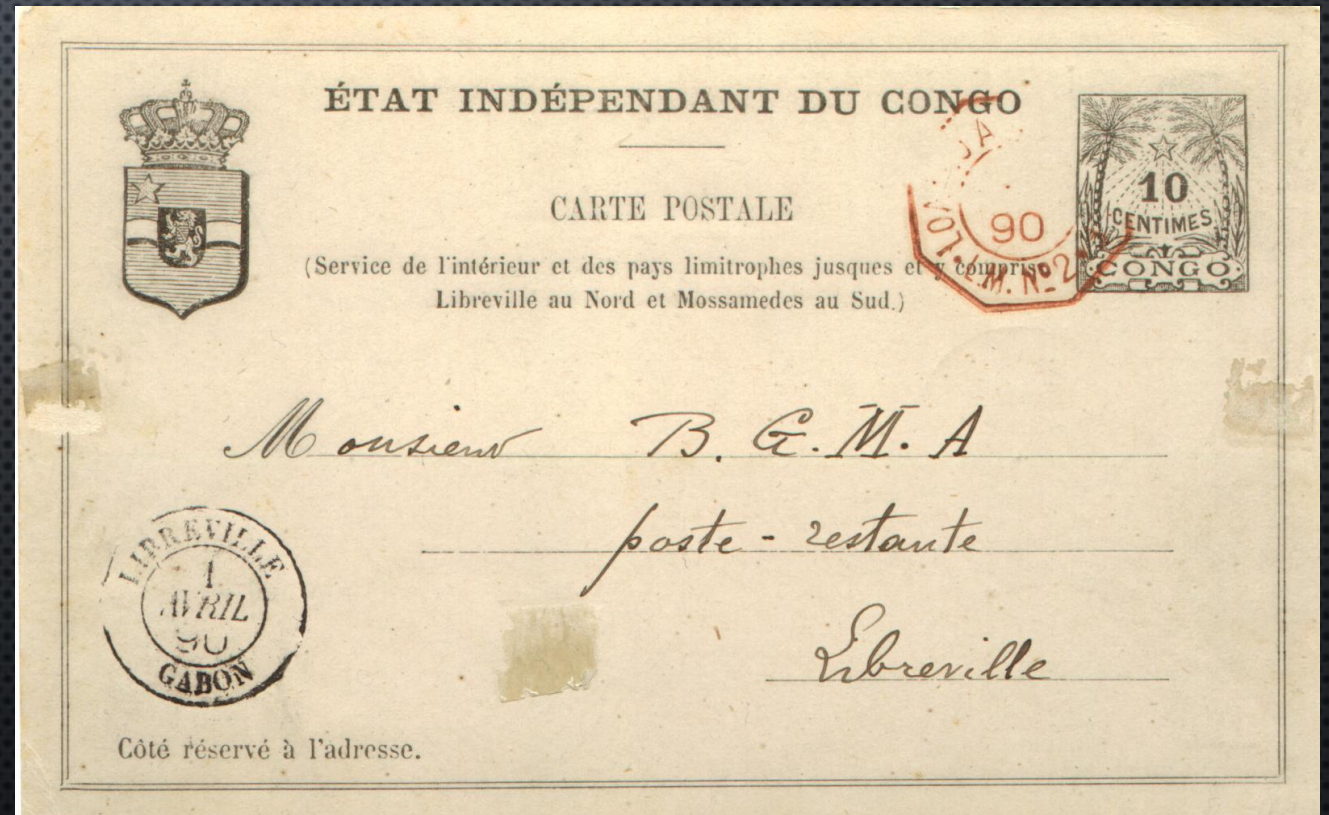 ÉTAT INDÉPENDANT DU CONGO
CARTE POSTALE
(Service de l'intérieur et des pays limitrophes jusques et y compris
Libreville au Nord et Mossamedes au Sud.)
10
CENTIMES
CONGO
90
L.M. No 2
Monsieur B. G. M. A
poste-restante
Libreville
LIBREVILLE
1
AVRIL
90
GABON
Côté réservé à l'adresse.